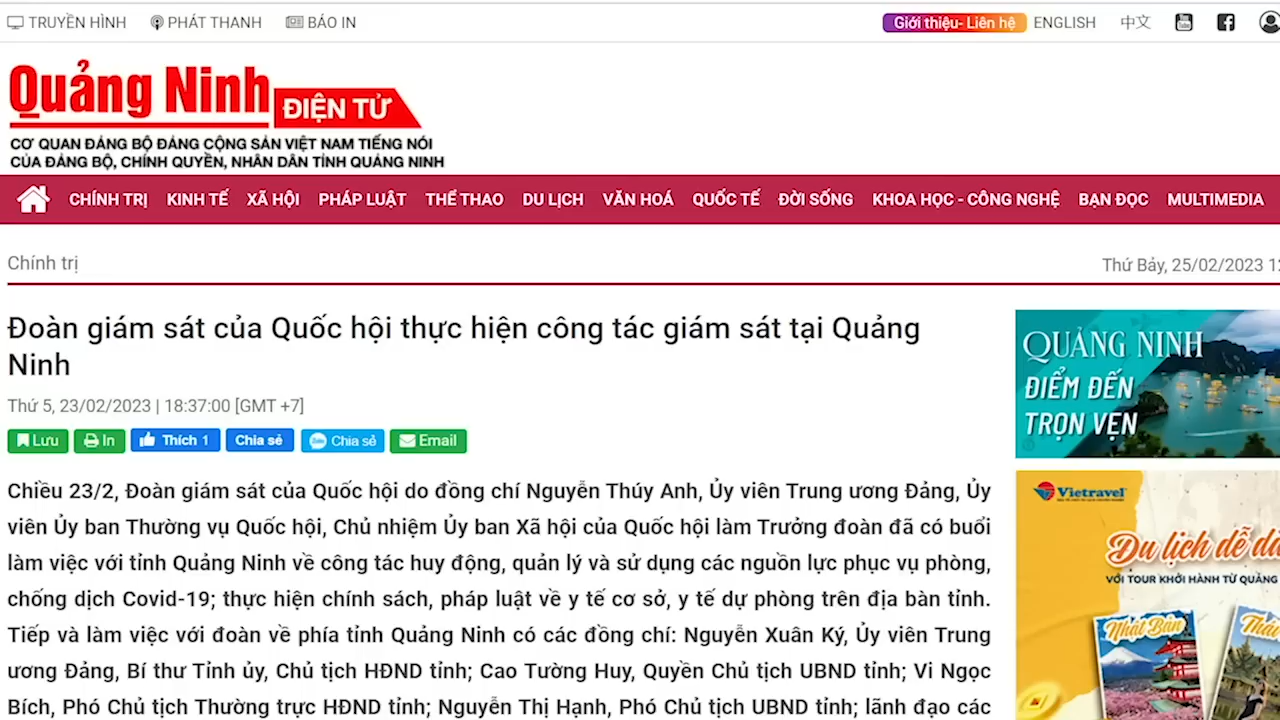 TRUYỀN HÌNH PHÁT THANH BÁO IN Giới thiệu- Liên hệ ENGLISH 中文
Quảng Ninh ĐIỆN TỬ
CƠ QUAN ĐẢNG BỘ ĐẢNG CỘNG SẢN VIỆT NAM TIẾNG NÓI
CỦA ĐẢNG BỘ, CHÍNH QUYỀN, NHÂN DÂN TỈNH QUẢNG NINH
CHÍNH TRỊ KINH TẾ XÃ HỘI PHÁP LUẬT THỂ THAO DU LỊCH VĂN HOÁ QUỐC TẾ ĐỜI SỐNG KHOA HỌC - CÔNG NGHỆ BẠN ĐỌC MULTIMEDIA
Chính trị
Thứ Bảy, 25/02/2023
Đoàn giám sát của Quốc hội thực hiện công tác giám sát tại Quảng
Ninh
Thứ 5, 23/02/2023 | 18:37:00 [GMT +7]
Lưu In Thích 1 Chia sẻ Chia sẻ Email
Chiều 23/2, Đoàn giám sát của Quốc hội do đồng chí Nguyễn Thúy Anh, Ủy viên Trung ương Đảng, Ủy
viên Ủy ban Thường vụ Quốc hội, Chủ nhiệm Ủy ban Xã hội của Quốc hội làm Trưởng đoàn đã có buổi
làm việc với tỉnh Quảng Ninh về công tác huy động, quản lý và sử dụng các nguồn lực phục vụ phòng,
chống dịch Covid-19; thực hiện chính sách, pháp luật về y tế cơ sở, y tế dự phòng trên địa bàn tỉnh.
Tiếp và làm việc với đoàn về phía tỉnh Quảng Ninh có các đồng chí: Nguyễn Xuân Ký, Ủy viên Trung
ương Đảng, Bí thư Tỉnh ủy, Chủ tịch HĐND tỉnh; Cao Tường Huy, Quyền Chủ tịch UBND tỉnh; Vi Ngọc
Bích, Phó Chủ tịch Thường trực HĐND tỉnh; Nguyễn Thị Hạnh, Phó Chủ tịch UBND tỉnh; lãnh đạo các
QUẢNG NINH
ĐIỂM ĐẾN
TRỌN VẸN
Vietravel
Du lịch dễ
VỚI TOUR KHỞI HÀNH TỪ QUẢNG
Nhật Bản